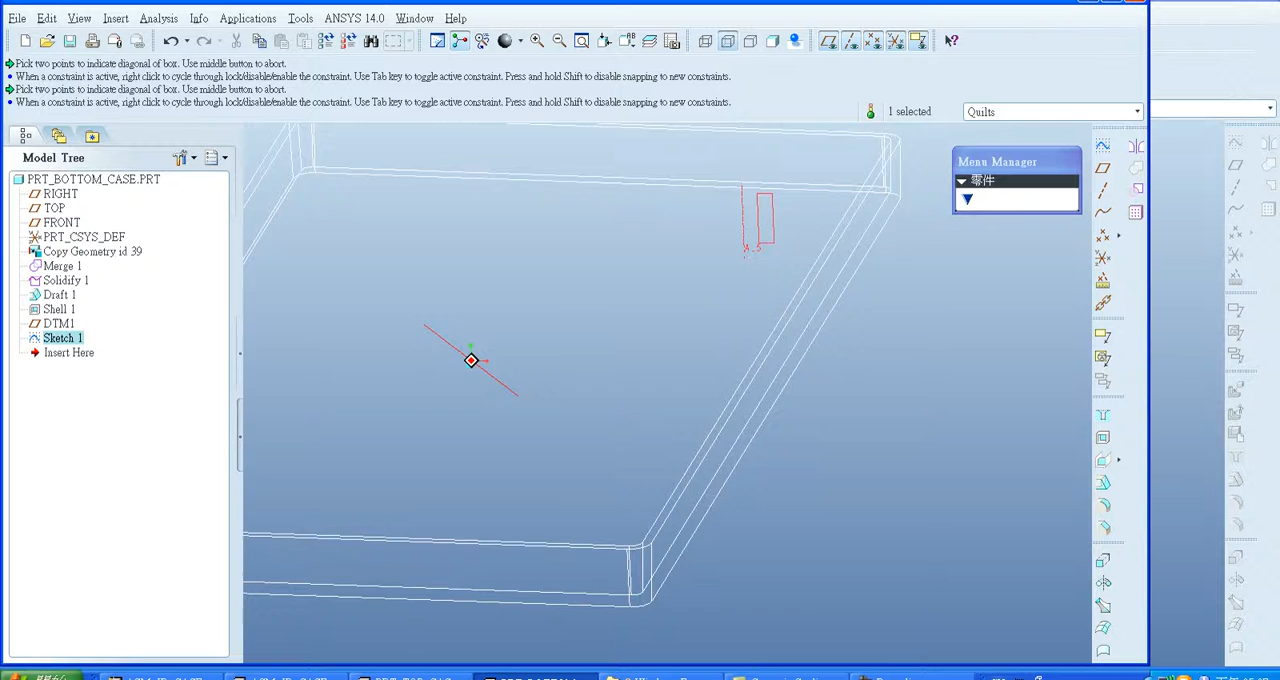 File Edit View Insert Analysis Info Applications Tools ANSYS 14.0 Window Help
Pick two points to indicate diagonal of box. Use middle button to abort.
When a constraint is active, right click to cycle through lock/disable/enable the constraint. Use Tab key to toggle active constraint. Press and hold Shift to disable snapping to new constraints.
Pick two points to indicate diagonal of box. Use middle button to abort.
When a constraint is active, right click to cycle through lock/disable/enable the constraint. Use Tab key to toggle active constraint. Press and hold Shift to disable snapping to new constraints.
1 selected Quilts
Model Tree
PRT_BOTTOM_CASE.PRT
RIGHT
TOP
FRONT
PRT_CSYS_DEF
Copy Geometry id 39
Merge 1
Solidify 1
Draft 1
Shell 1
DTM1
Sketch 1
Insert Here
Menu Manager
零件
A_5